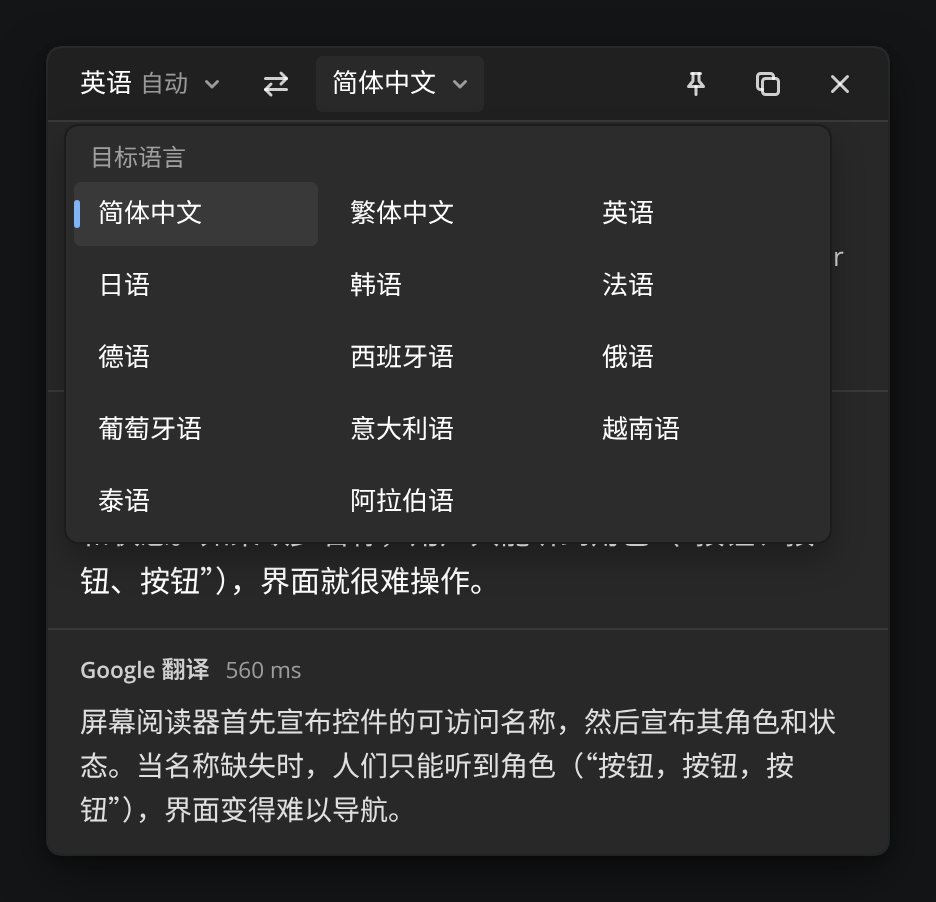 英语 自动 简体中文
目标语言
简体中文 繁体中文 英语
日语 韩语 法语
r
德语 西班牙语 俄语
葡萄牙语 意大利语 越南语
泰语 阿拉伯语
钮、按钮”），界面就很难操作。
Google 翻译 560 ms
屏幕阅读器首先宣布控件的可访问名称，然后宣布其角色和状
态。当名称缺失时，人们只能听到角色（“按钮，按钮，按
钮”），界面变得难以导航。